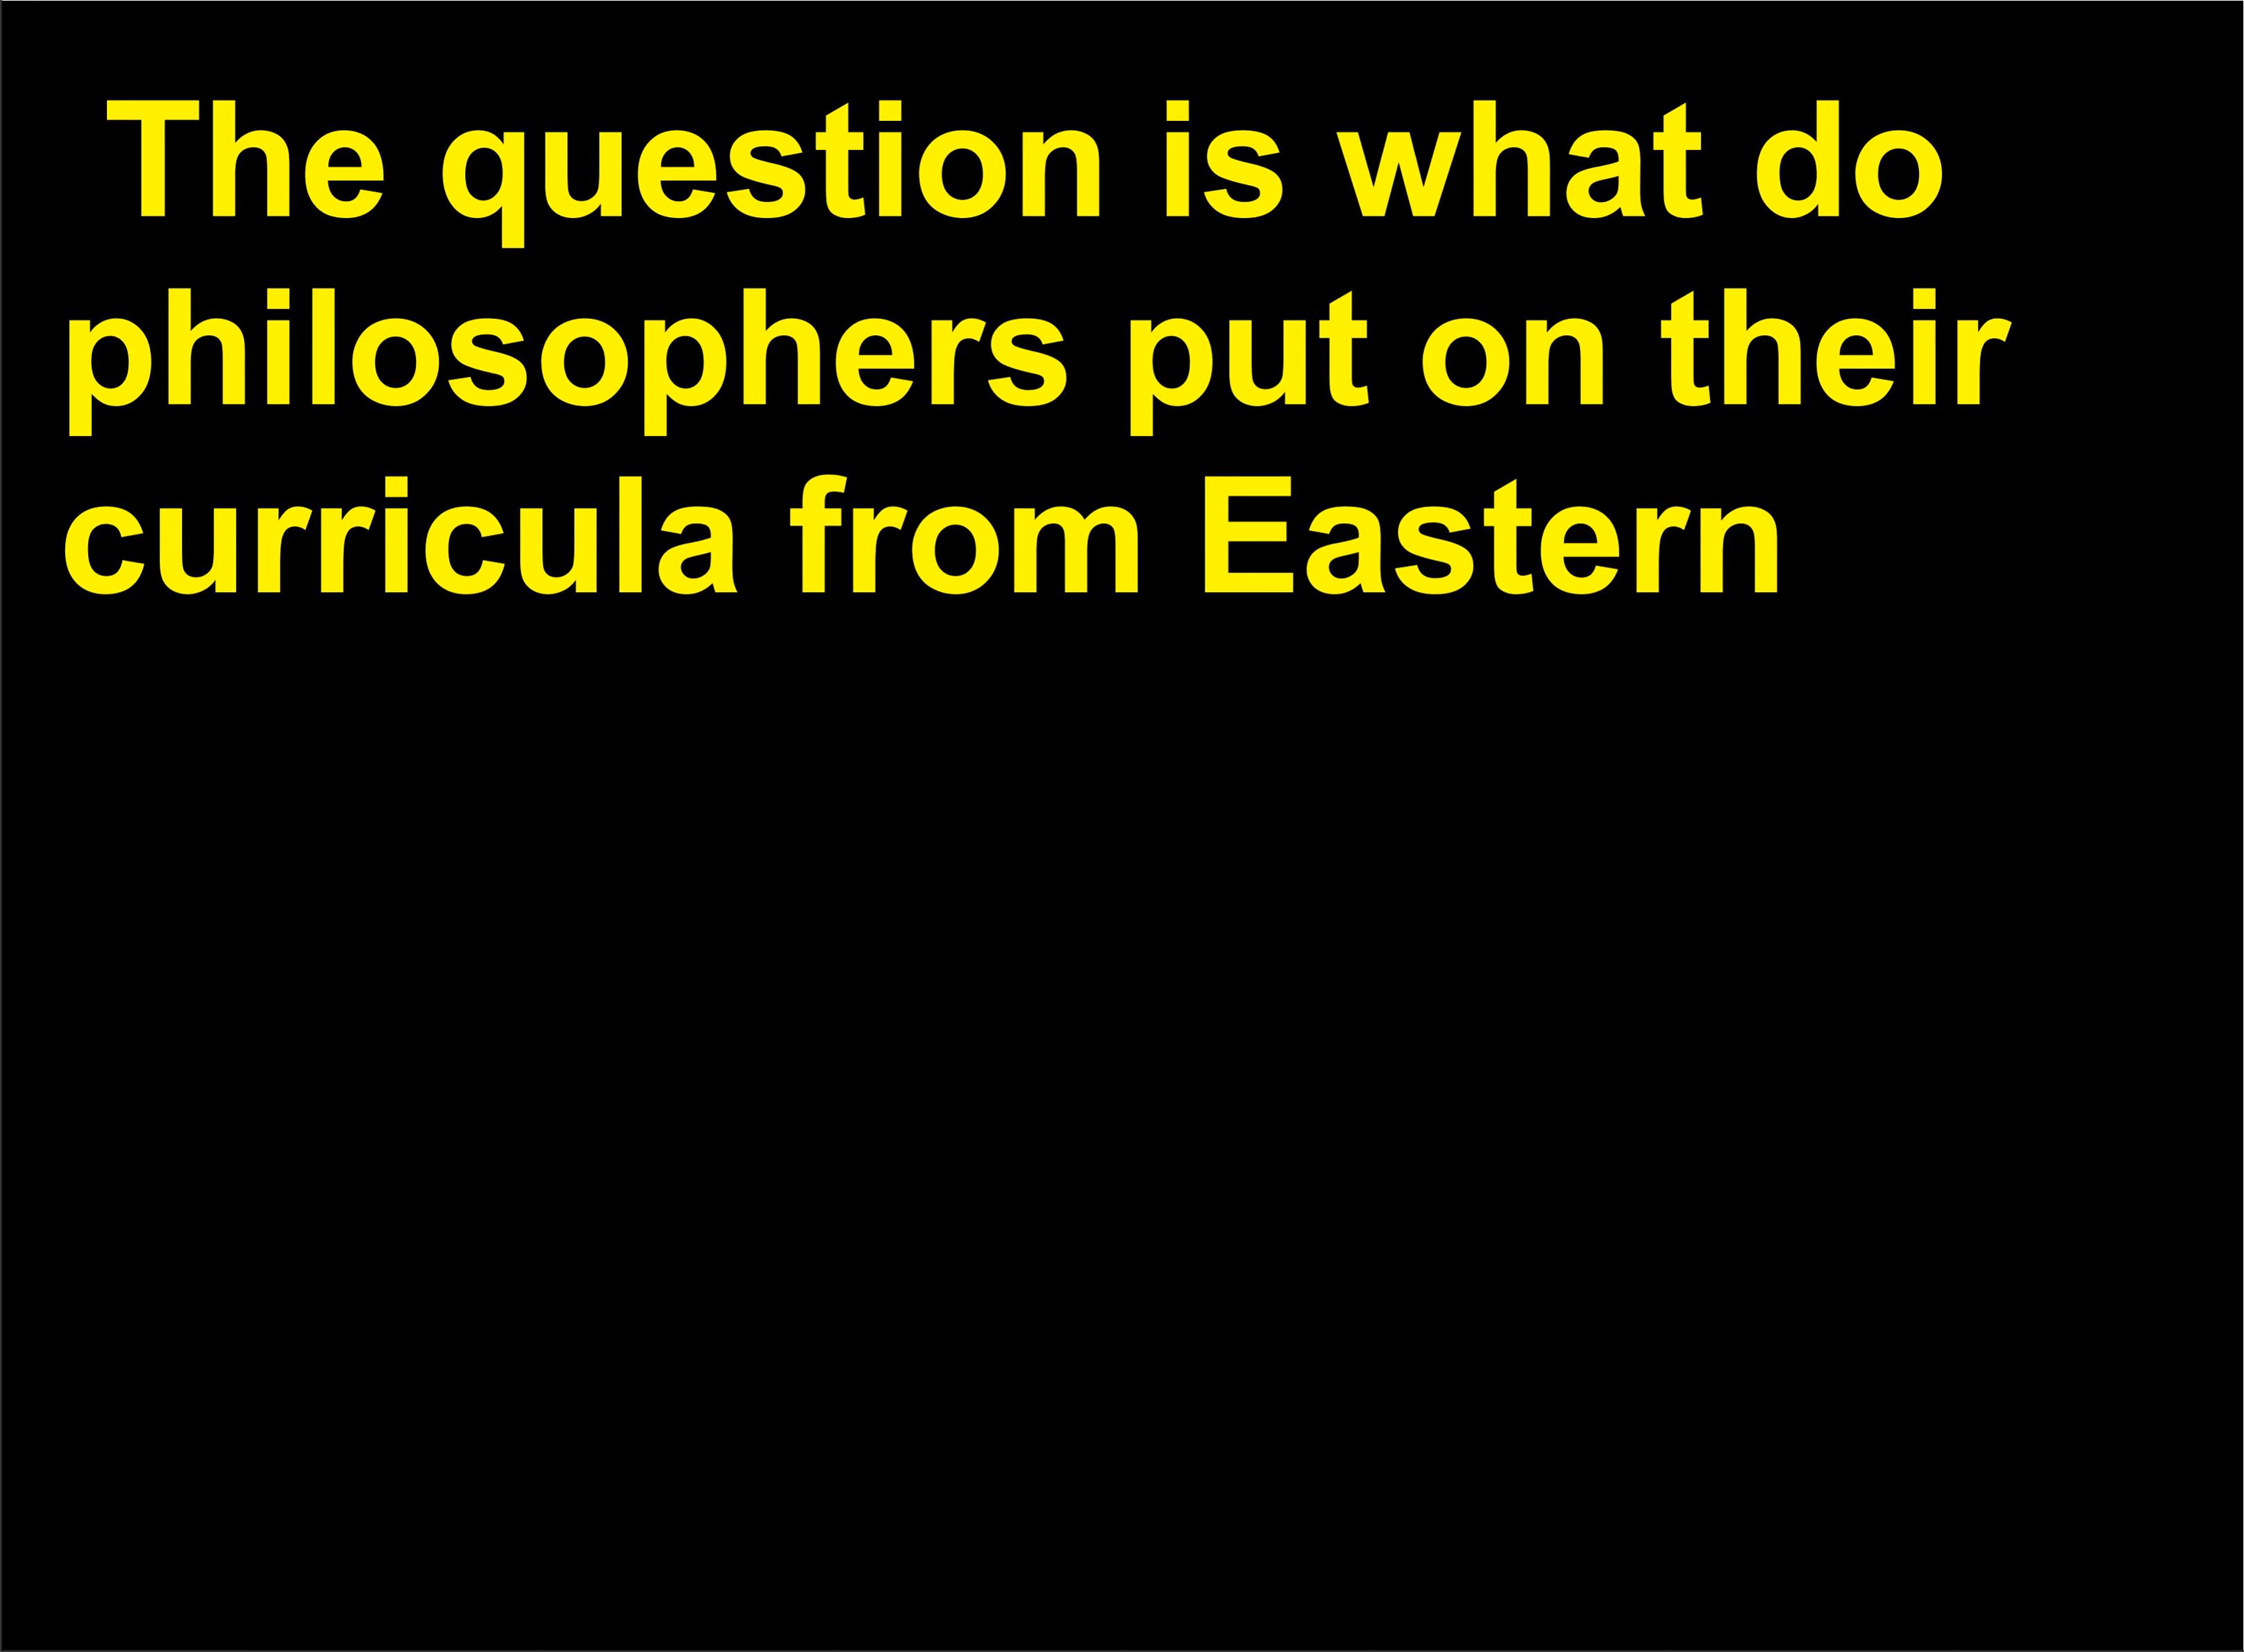 The question is what do
philosophers put on their
curricula from Eastern